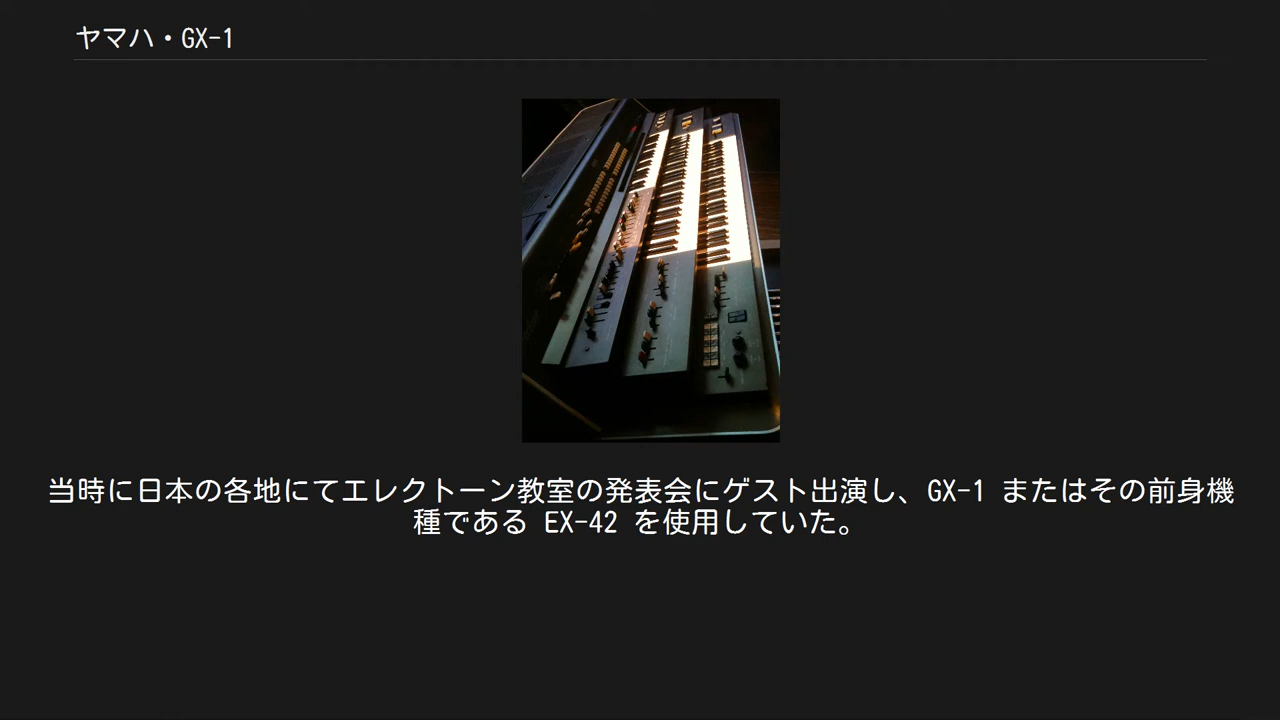 ヤマハ・GX-1
当時に日本の各地にてエレクトーン教室の発表会にゲスト出演し、GX-1 またはその前身機
種である EX-42 を使用していた。